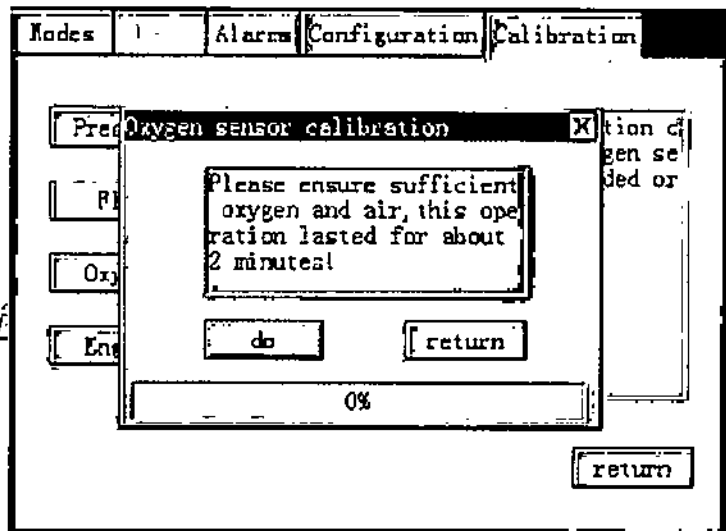 Modes Alarms Configuration Calibration
Oxygen sensor calibration X
Please ensure sufficient
oxygen and air, this ope
ration lasted for about
2 minutes!
do return
0%
return